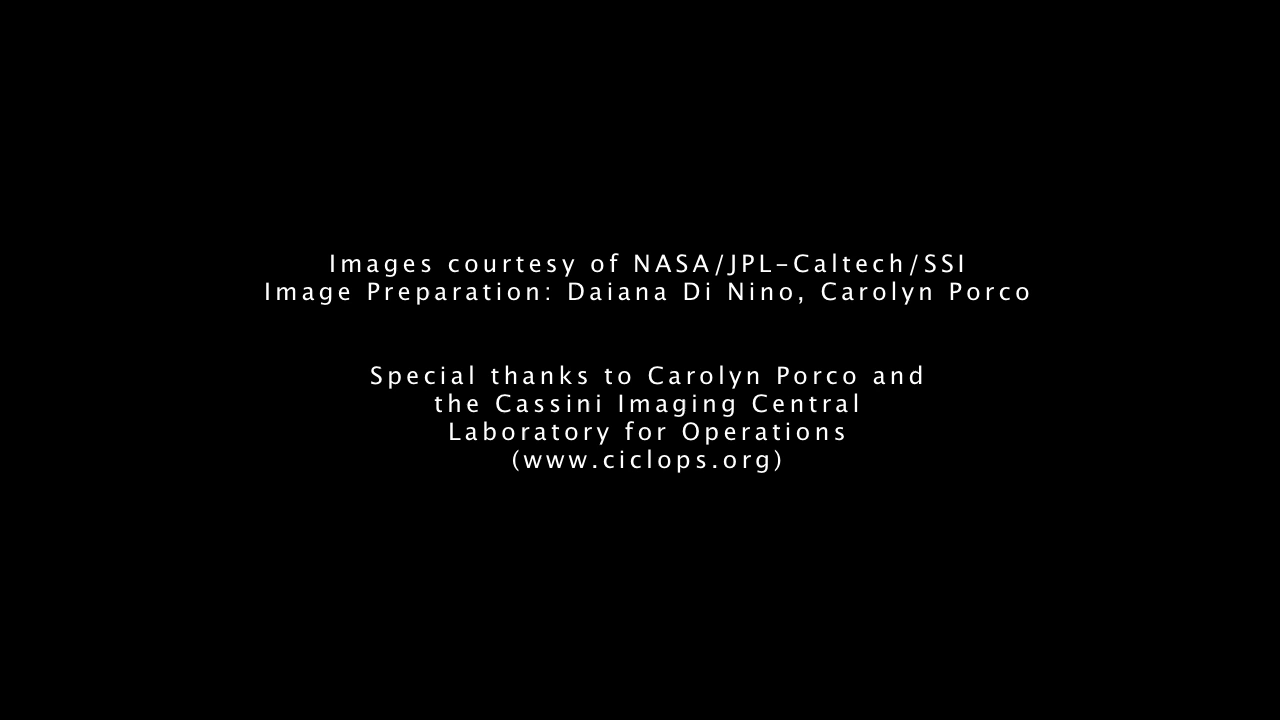 Images courtesy of NASA/JPL-Caltech/SSI
Image Preparation: Daiana Di Nino, Carolyn Porco
Special thanks to Carolyn Porco and
the Cassini Imaging Central
Laboratory for Operations
(www.ciclops.org)